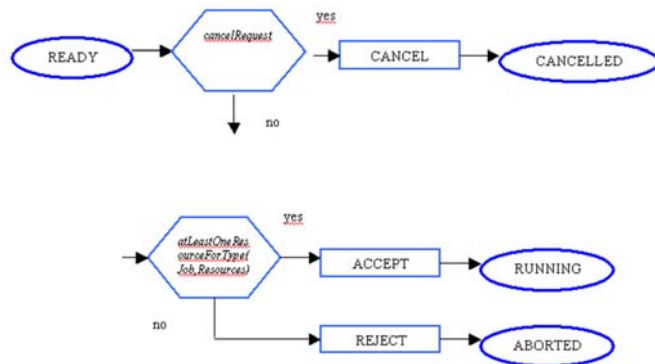 yes
cancelRequest
READY
CANCEL
CANCELLED
no
yes
atLeastOneRes
ourceForType(
Job,Resources)
ACCEPT
RUNNING
no
REJECT
ABORTED